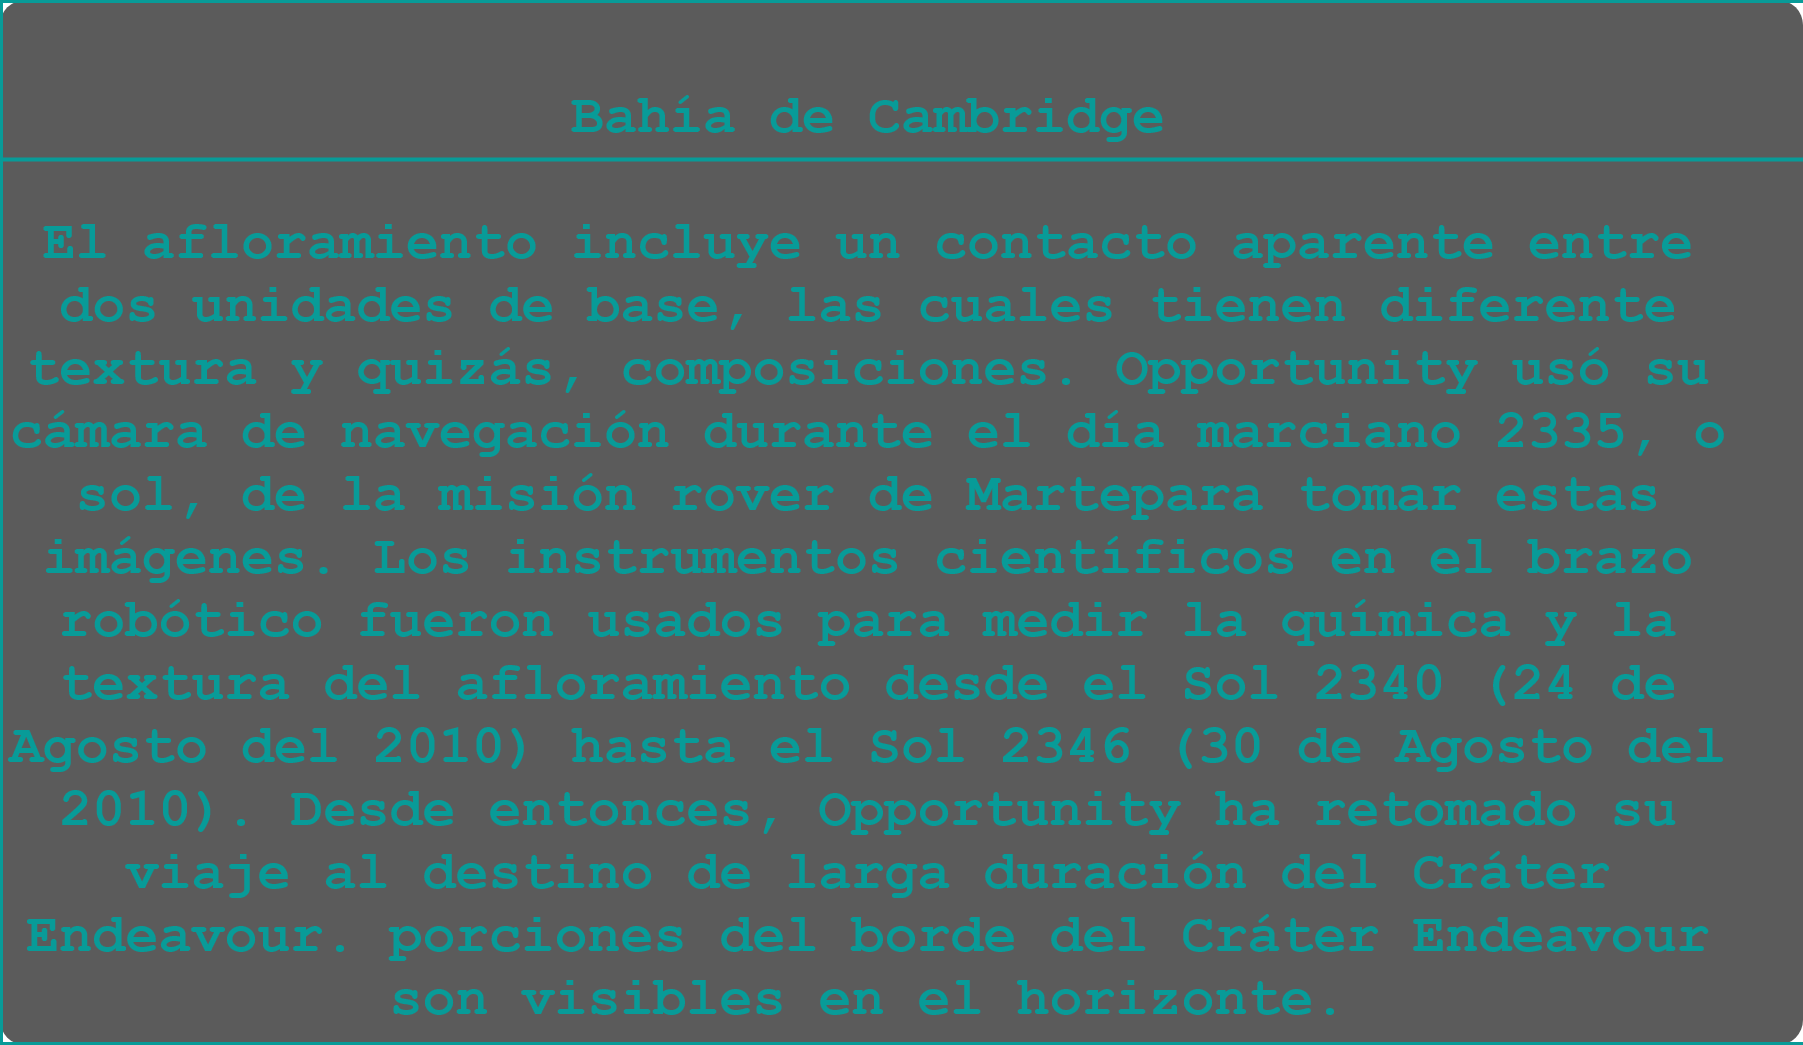 Bahía de Cambridge
El afloramiento incluye un contacto aparente entre
dos unidades de base, las cuales tienen diferente
textura y quizás, composiciones. Opportunity usó su
cámara de navegación durante el día marciano 2335, o
sol, de la misión rover de Martepara tomar estas
imágenes. Los instrumentos científicos en el brazo
robótico fueron usados para medir la química y la
textura del afloramiento desde el Sol 2340 (24 de
Agosto del 2010) hasta el Sol 2346 (30 de Agosto del
2010). Desde entonces, Opportunity ha retomado su
viaje al destino de larga duración del Cráter
Endeavour. porciones del borde del Cráter Endeavour
son visibles en el horizonte.